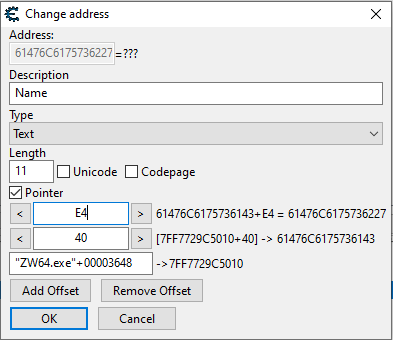 Change address
Address:
61476C6175736227=???
Description
Name
Type
Text
Length
11 Unicode Codepage
Pointer
< E4 > 61476C6175736143+E4 = 61476C6175736227
< 40 > [7FF7729C5010+40] -> 61476C6175736143
"ZW64.exe"+00003648 ->7FF7729C5010
Add Offset Remove Offset
OK Cancel